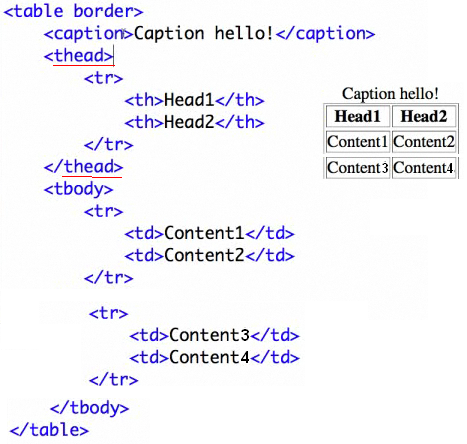 <table border>
<caption>Caption hello!</caption>
<thead>
<tr>
<th>Head1</th>
<th>Head2</th>
</tr>
</thead>
<tbody>
<tr>
<td>Content1</td>
<td>Content2</td>
</tr>
<tr>
<td>Content3</td>
<td>Content4</td>
</tr>
</tbody>
</table>
Caption hello!
Head1 Head2
Content1 Content2
Content3 Content4